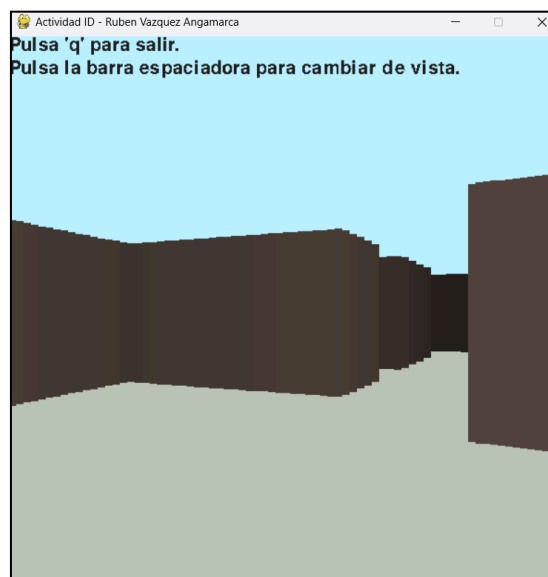 Actividad ID - Ruben Vazquez Angamarca
Pulsa 'q' para salir.
Pulsa la barra espaciadora para cambiar de vista.